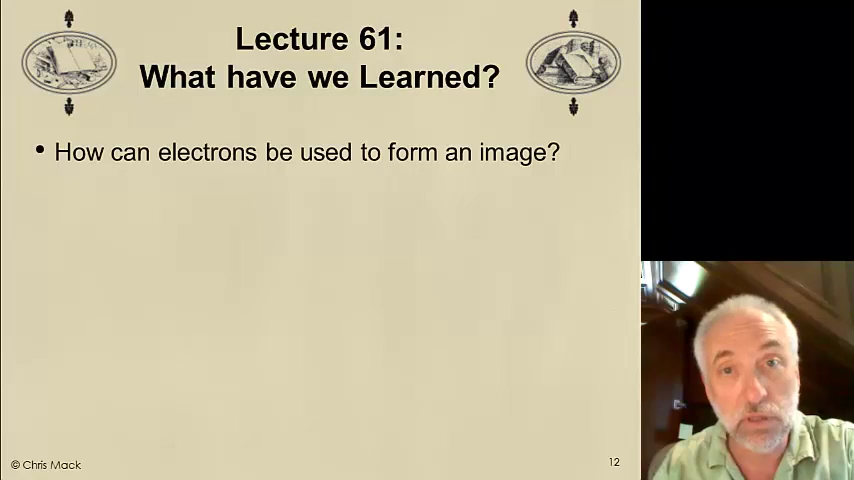 Lecture 61:
What have we Learned?
• How can electrons be used to form an image?
© Chris Mack
12